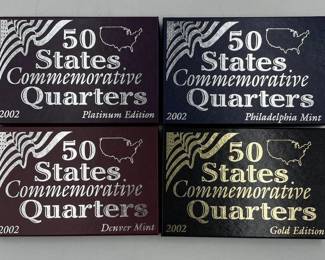 50
States
Commemorative
Quarters
2002 Platinum Edition
50
States
Commemorative
Quarters
2002 Philadelphia Mint
50
States
Commemorative
Quarters
2002 Denver Mint
50
States
Commemorative
Quarters
2002 Gold Edition